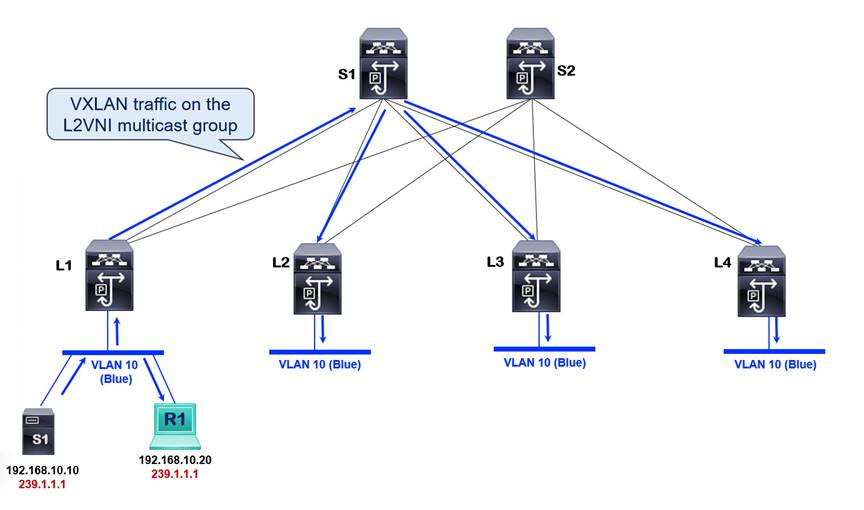 S1
S2
VXLAN traffic on the
L2VNI multicast group
P
P
L1
L2
L3
L4
P
P
P
P
VLAN 10
(Blue)
VLAN 10 (Blue)
VLAN 10 (Blue)
VLAN 10 (Blue)
S1
R1
192.168.10.10
239.1.1.1
192.168.10.20
239.1.1.1